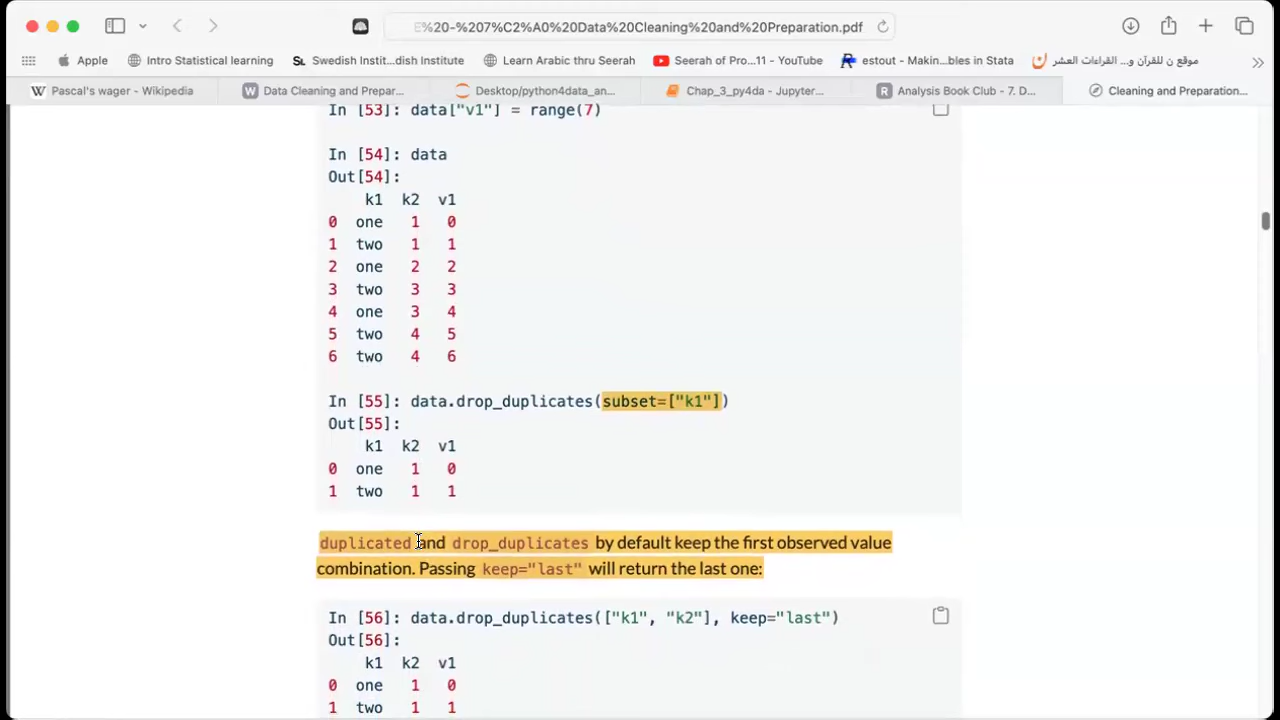 E%20-%207%C2%A0%20Data%20Cleaning%20and%20Preparation.pdf
Apple Intro Statistical learning Swedish Instit...dish Institute Learn Arabic thru Seerah Seerah of Pro...11 - YouTube estout - Makin...bles in Stata موقع ن للقرآن و... القراءات العشر
Pascal's wager - Wikipedia Data Cleaning and Prepar... Desktop/python4data_an... Chap_3_py4da - Jupyter... Analysis Book Club - 7. D... Cleaning and Preparation...
In [53]: data["v1"] = range(7)
In [54]: data
Out[54]:
k1 k2 v1
0 one 1 0
1 two 1 1
2 one 2 2
3 two 3 3
4 one 3 4
5 two 4 5
6 two 4 6
In [55]: data.drop_duplicates(subset=["k1"])
Out[55]:
k1 k2 v1
0 one 1 0
1 two 1 1
duplicated and drop_duplicates by default keep the first observed value
combination. Passing keep="last" will return the last one:
In [56]: data.drop_duplicates(["k1", "k2"], keep="last")
Out[56]:
k1 k2 v1
0 one 1 0
1 two 1 1